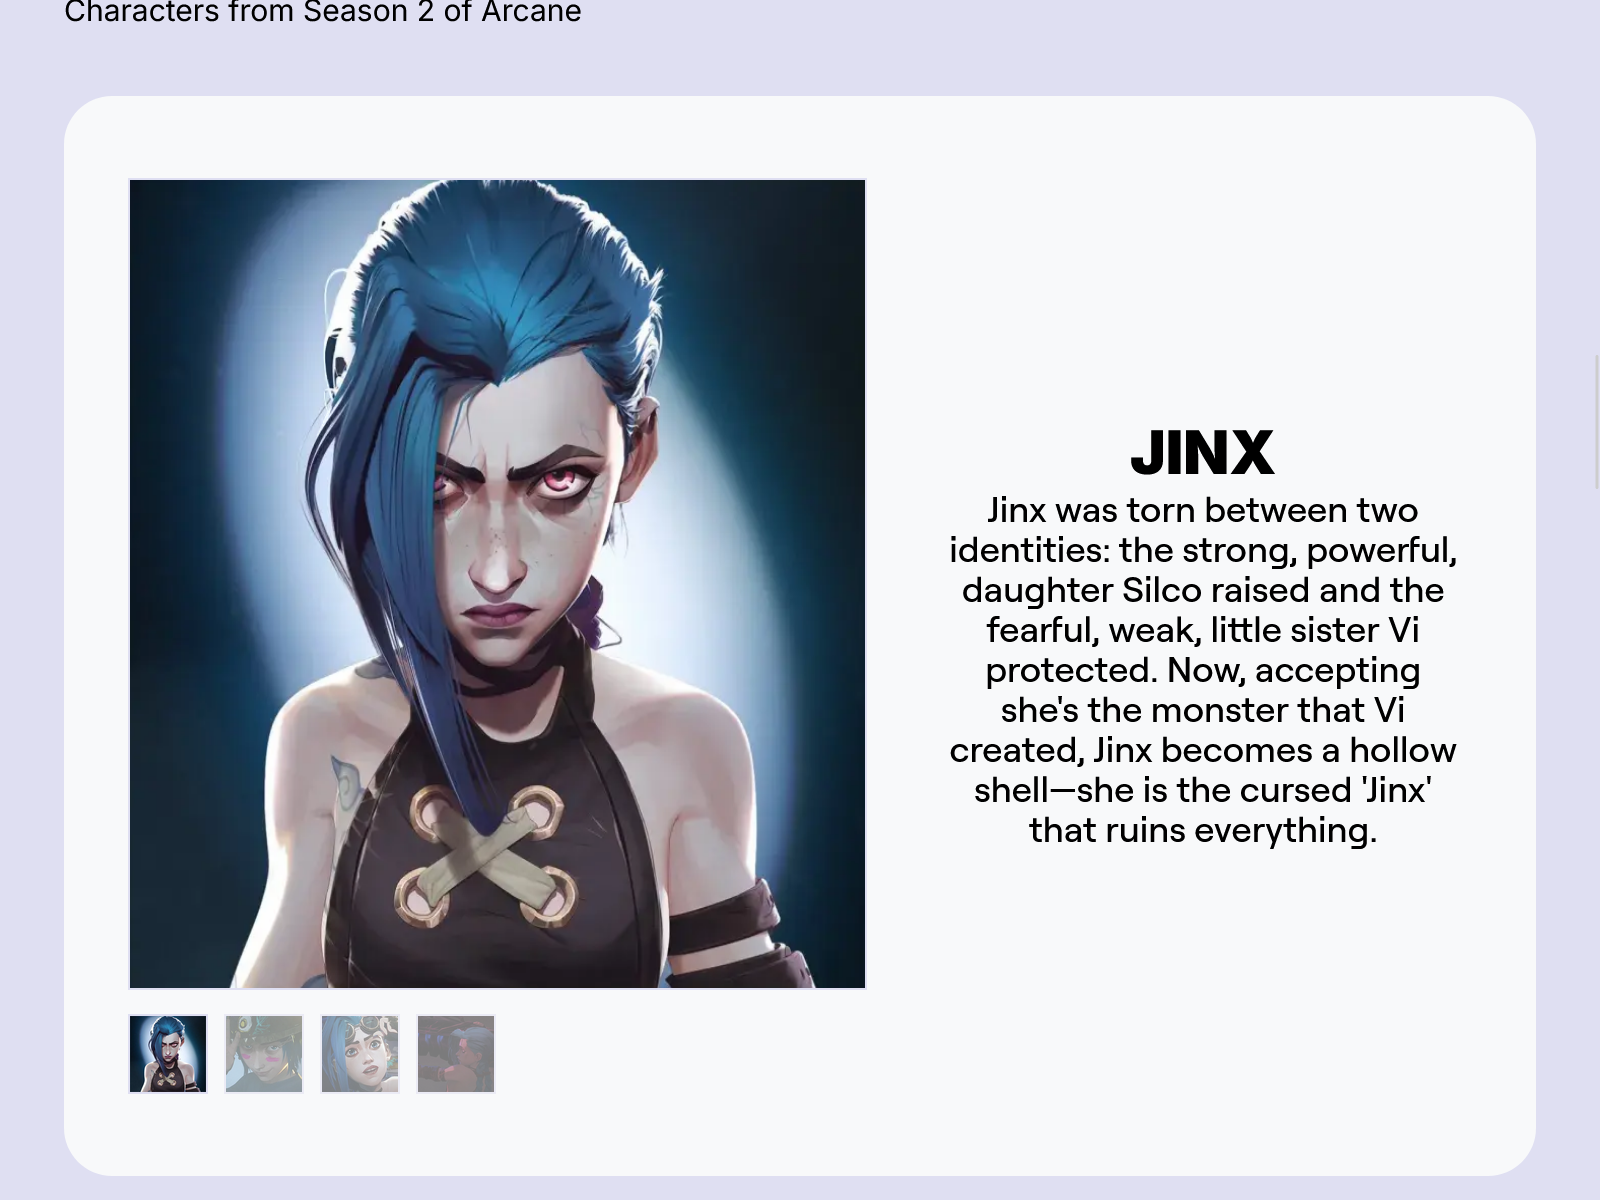 Characters from Season 2 of Arcane
JINX
Jinx was torn between two
identities: the strong, powerful,
daughter Silco raised and the
fearful, weak, little sister Vi
protected. Now, accepting
she's the monster that Vi
created, Jinx becomes a hollow
shell—she is the cursed 'Jinx'
that ruins everything.